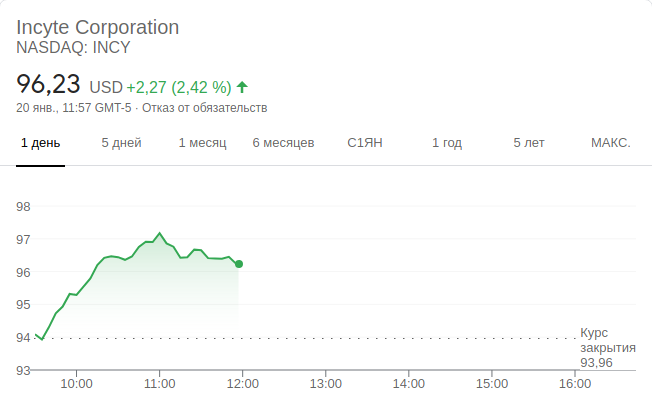 Incyte Corporation
NASDAQ: INCY
96,23 USD +2,27 (2,42 %)
20 янв., 11:57 GMT-5 · Отказ от обязательств
1 день 5 дней 1 месяц 6 месяцев С1ЯН 1 год 5 лет МАКС.
98
97
96
95
94
Курс
закрытия
93,96
93
10:00 11:00 12:00 13:00 14:00 15:00 16:00